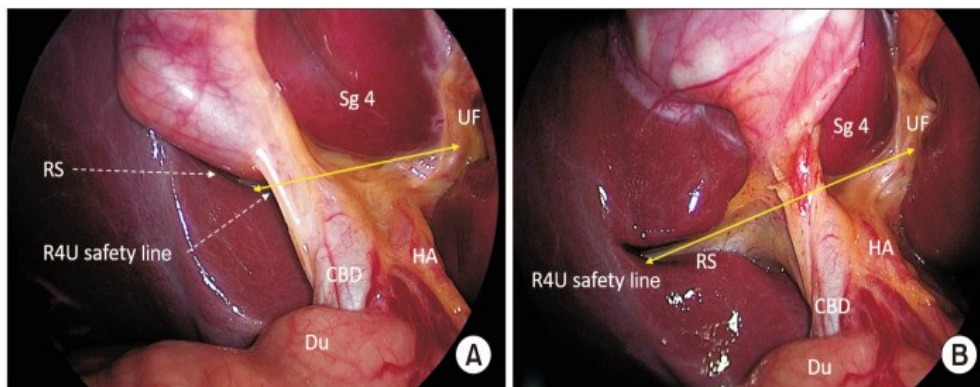 Sg 4
UF
RS
R4U safety line
CBD
HA
Du
A
Sg 4
UF
RS
R4U safety line
HA
CBD
Du
B